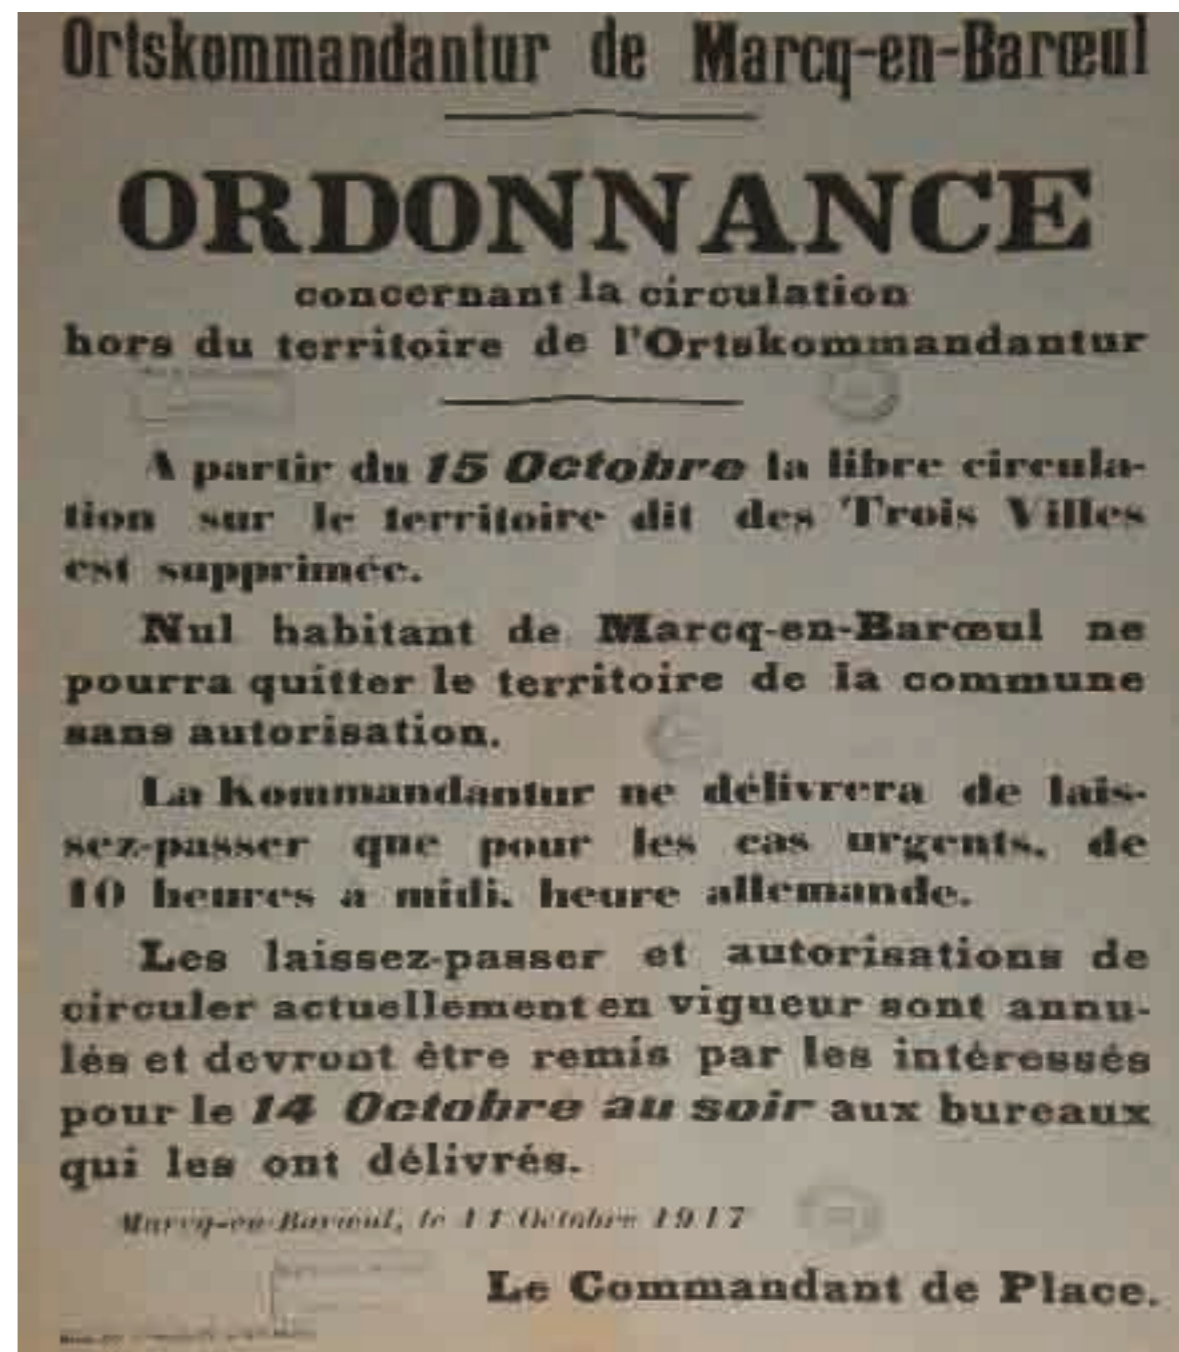 Ortskommandantur de Marcq-en-Barœul
ORDONNANCE
concernant la circulation
hors du territoire de l'Ortskommandantur
A partir du 15 Octobre la libre circula-
tion sur le territoire dit des Trois Villes
est supprimée.
Nul habitant de Marcq-en-Barœul ne
pourra quitter le territoire de la commune
sans autorisation.
La Kommandantur ne délivrera de lais-
sez-passer que pour les cas urgents, de
10 heures à midi, heure allemande.
Les laissez-passer et autorisations de
circuler actuellement en vigueur sont annu-
lés et devront être remis par les intéressés
pour le 14 Octobre au soir aux bureaux
qui les ont délivrés.
Marcq-en-Barœul, le 11 Octobre 1917
Le Commandant de Place.